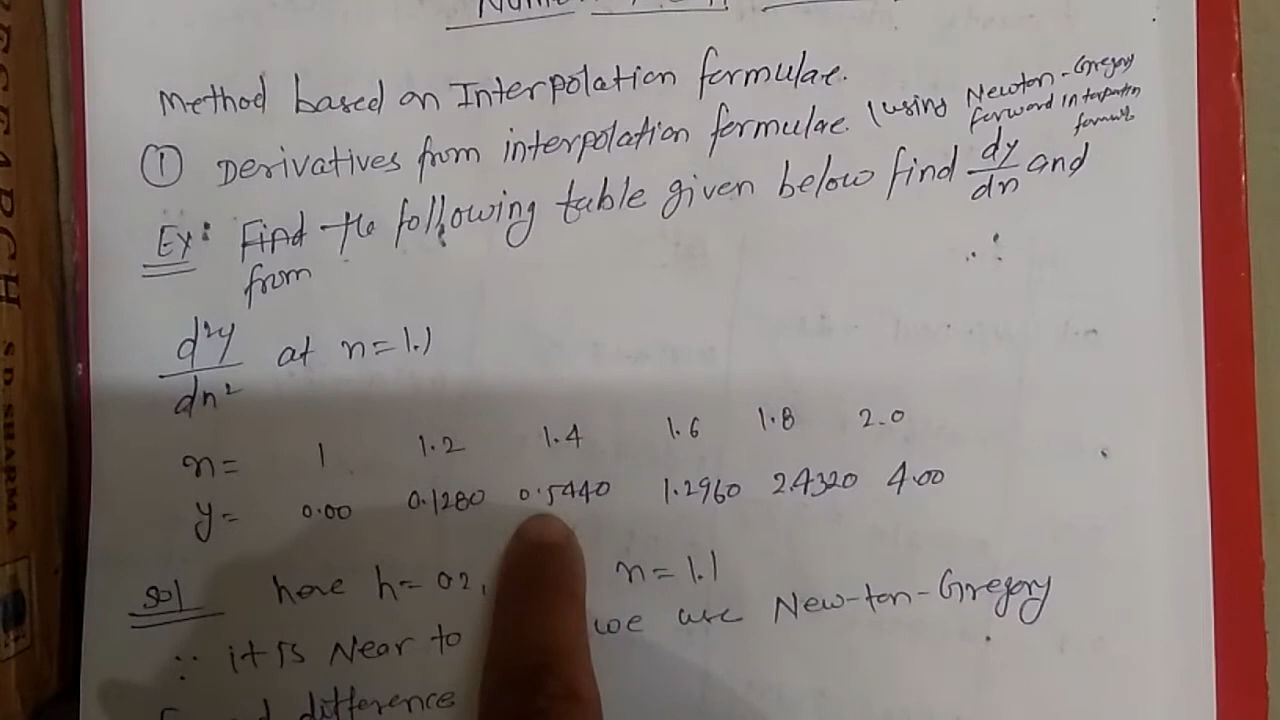 Method based on Interpolation formulae.
① Derivatives from interpolation formulae. (using Newton-Gregory
forward interpolation
formula
Ex: Find the following table given below find dy/dn and
from
d²y/dn² at n=1.1
n= 1 1.2 1.4 1.6 1.8 2.0
y= 0.00 0.1280 0.5440 1.2960 2.4320 4.00
Sol here h= 02, n=1.1
∵ it is Near to we use New-ton-Gregory
difference
S.D. SHARMA